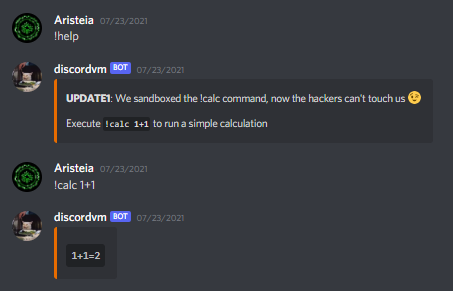 Aristeia 07/23/2021
!help
discordvm BOT 07/23/2021
UPDATE1: We sandboxed the !calc command, now the hackers can't touch us 😉
Execute !calc 1+1 to run a simple calculation
Aristeia 07/23/2021
!calc 1+1
discordvm BOT 07/23/2021
1+1=2